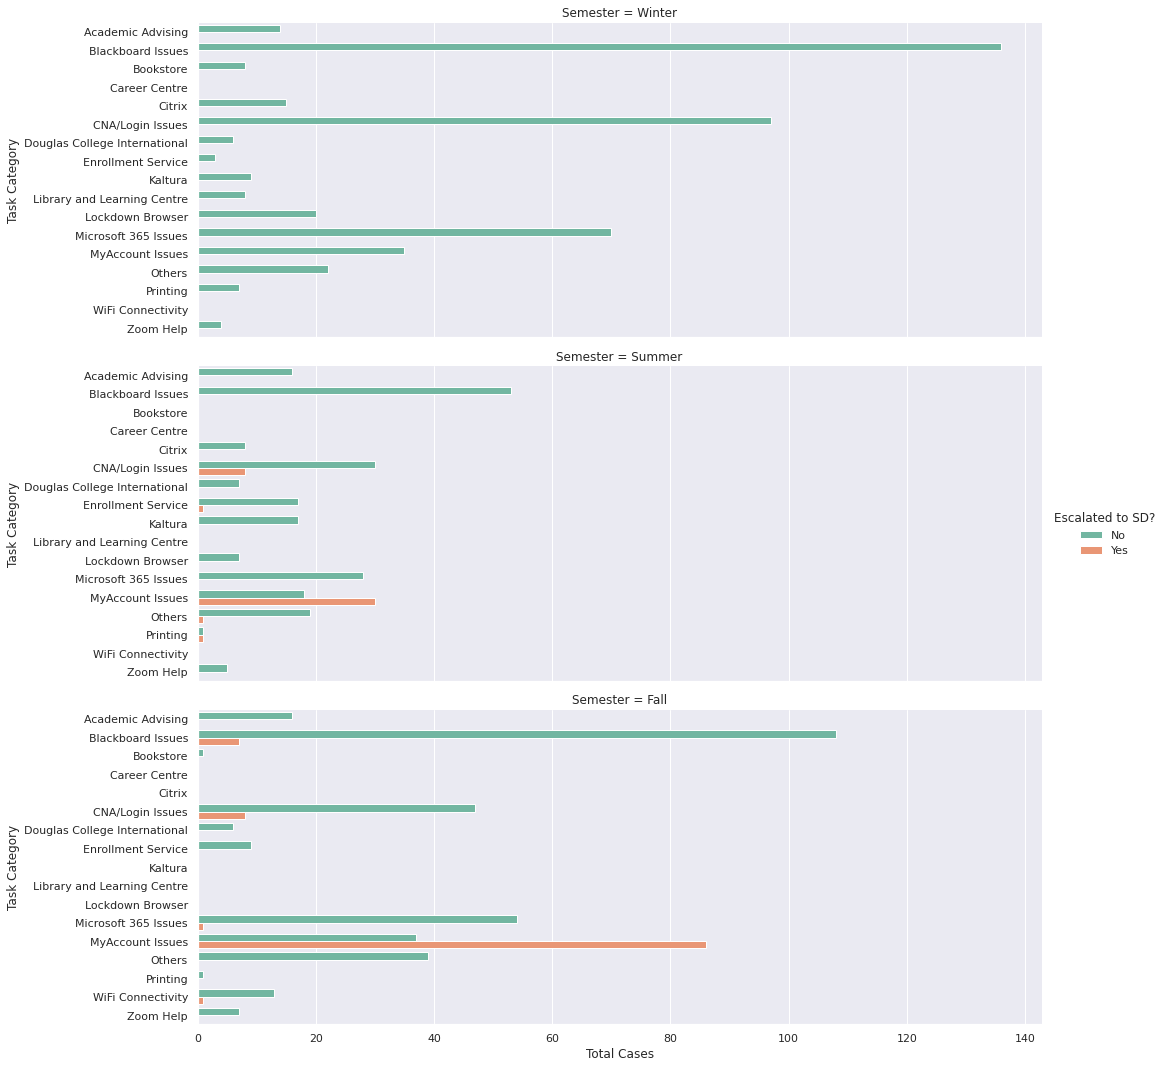 Semester = Winter
Task Category
Academic Advising
Blackboard Issues
Bookstore
Career Centre
Citrix
CNA/Login Issues
Douglas College International
Enrollment Service
Kaltura
Library and Learning Centre
Lockdown Browser
Microsoft 365 Issues
MyAccount Issues
Others
Printing
WiFi Connectivity
Zoom Help
Semester = Summer
Task Category
Academic Advising
Blackboard Issues
Bookstore
Career Centre
Citrix
CNA/Login Issues
Douglas College International
Enrollment Service
Kaltura
Library and Learning Centre
Lockdown Browser
Microsoft 365 Issues
MyAccount Issues
Others
Printing
WiFi Connectivity
Zoom Help
Escalated to SD?
No
Yes
Semester = Fall
Task Category
Academic Advising
Blackboard Issues
Bookstore
Career Centre
Citrix
CNA/Login Issues
Douglas College International
Enrollment Service
Kaltura
Library and Learning Centre
Lockdown Browser
Microsoft 365 Issues
MyAccount Issues
Others
Printing
WiFi Connectivity
Zoom Help
0 20 40 60 80 100 120 140
Total Cases